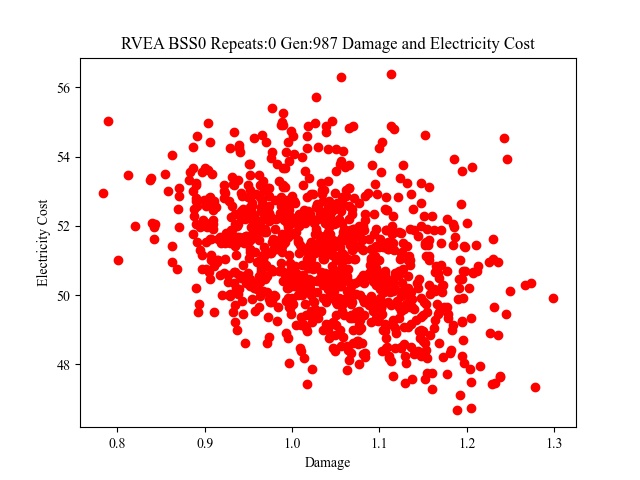 RVEA BSS0 Repeats:0 Gen:987 Damage and Electricity Cost
56
54
52
50
48
Electricity Cost
0.8 0.9 1.0 1.1 1.2 1.3
Damage